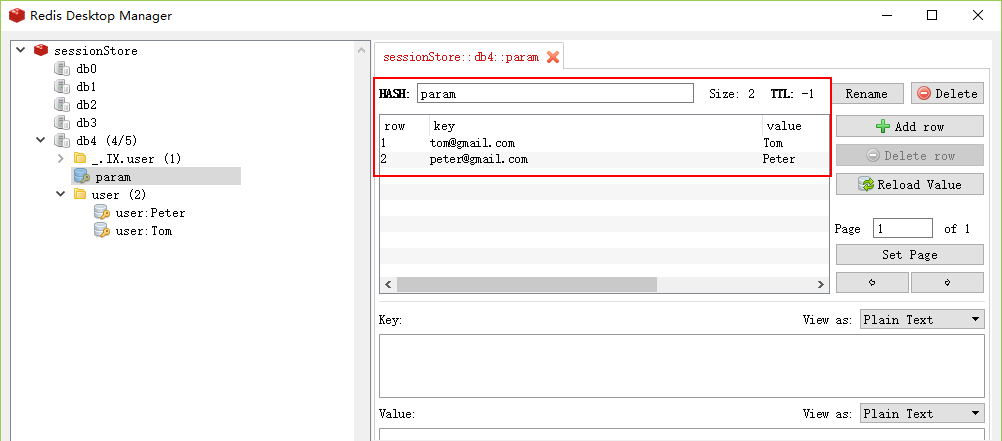 Redis Desktop Manager
sessionStore
db0
db1
db2
db3
db4 (4/5)
_.IX.user (1)
param
user (2)
user:Peter
user:Tom
sessionStore::db4::param
HASH: param Size: 2 TTL: -1 Rename Delete
row key value
1 tom@gmail.com Tom
2 peter@gmail.com Peter
Add row
Delete row
Reload Value
Page 1 of 1
Set Page
Key: View as: Plain Text
Value: View as: Plain Text